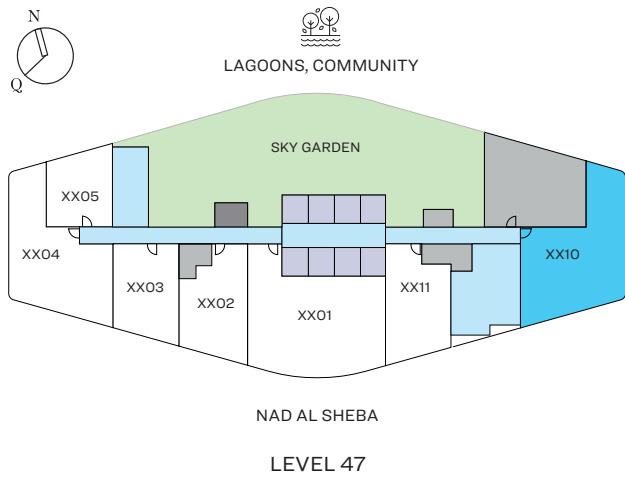 N
Q
LAGOONS, COMMUNITY
SKY GARDEN
XX05
XX04
XX03
XX02
XX01
XX11
XX10
NAD AL SHEBA
LEVEL 47